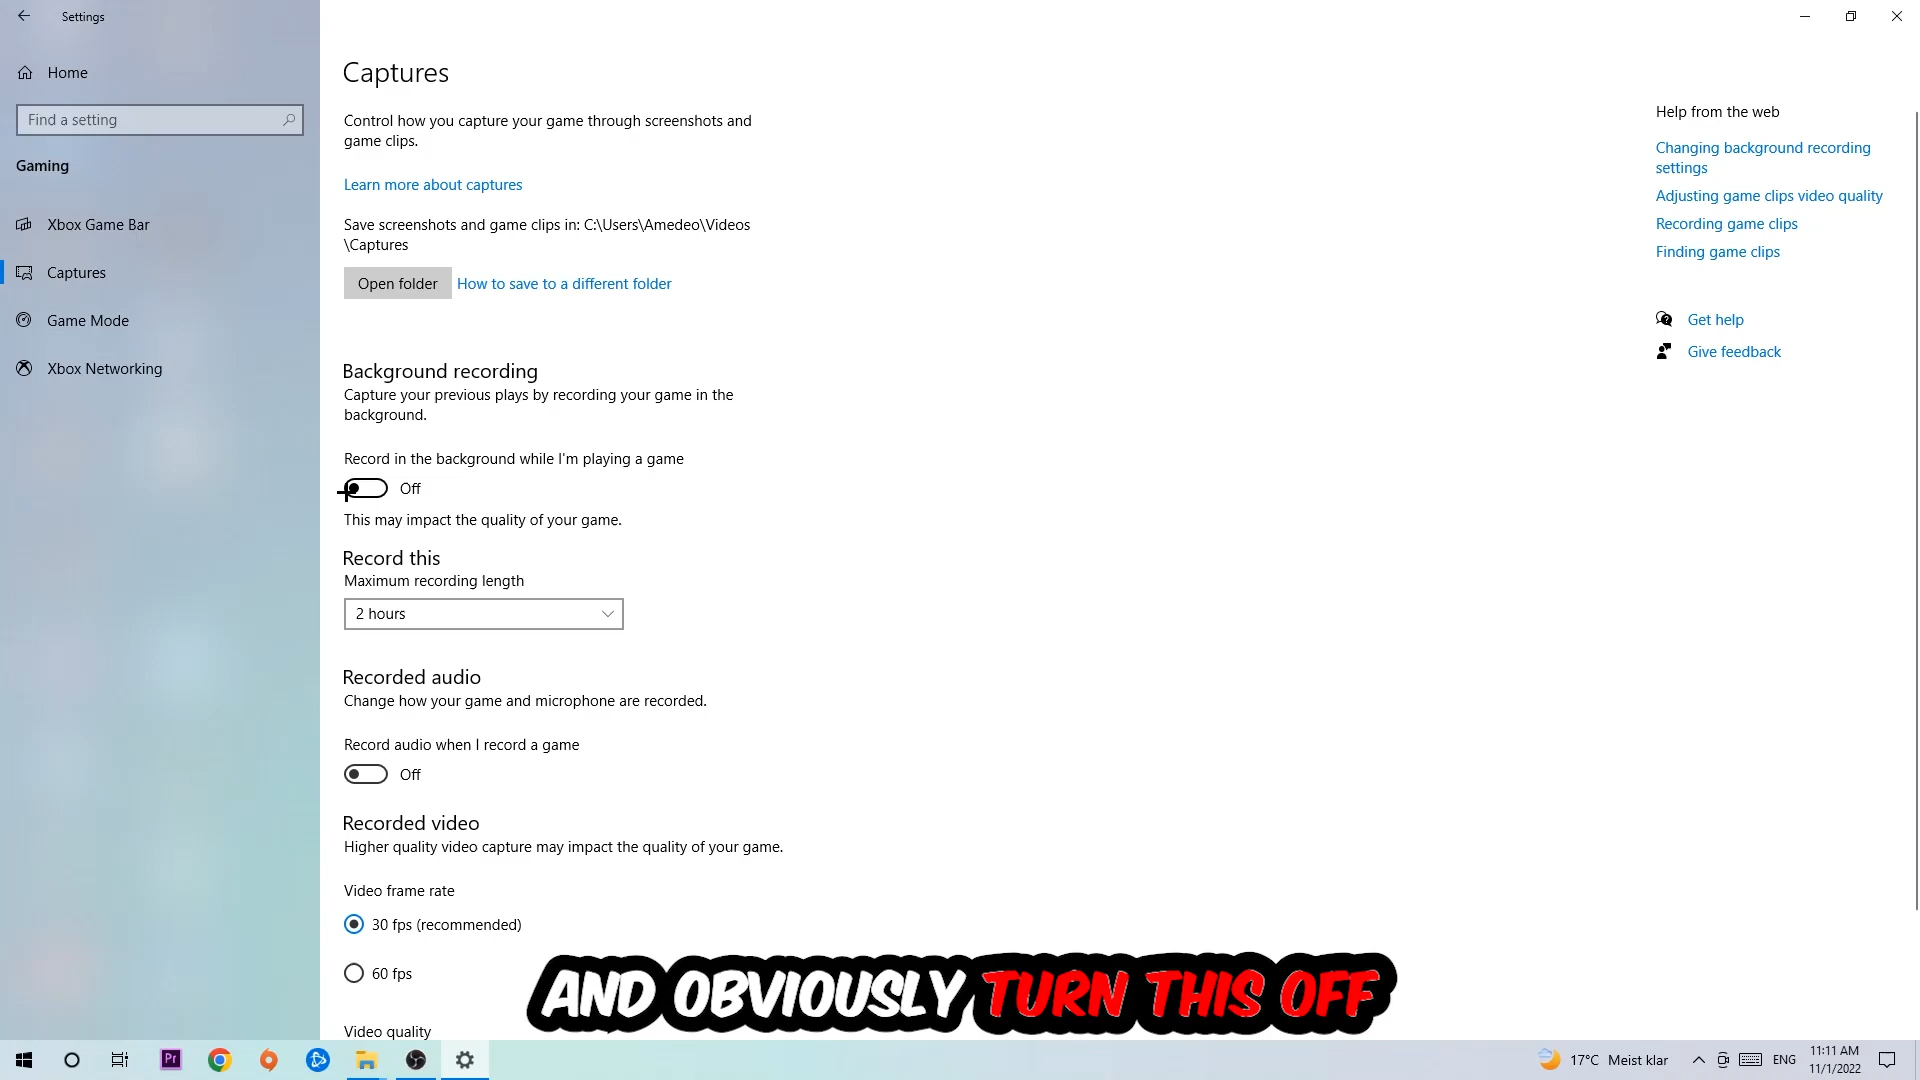 Settings
Home
Find a setting
Gaming
Xbox Game Bar
Captures
Game Mode
Xbox Networking
Captures
Control how you capture your game through screenshots and
game clips.
Learn more about captures
Save screenshots and game clips in: C:\Users\Amedeo\Videos
\Captures
Open folder
How to save to a different folder
Background recording
Capture your previous plays by recording your game in the
background.
Record in the background while I'm playing a game
Off
This may impact the quality of your game.
Record this
Maximum recording length
2 hours
Recorded audio
Change how your game and microphone are recorded.
Record audio when I record a game
Off
Recorded video
Higher quality video capture may impact the quality of your game.
Video frame rate
30 fps (recommended)
60 fps
Video quality
Help from the web
Changing background recording
settings
Adjusting game clips video quality
Recording game clips
Finding game clips
Get help
Give feedback
AND OBVIOUSLY TURN THIS OFF
Pr
17°C Meist klar
ENG
11:11 AM
11/1/2022